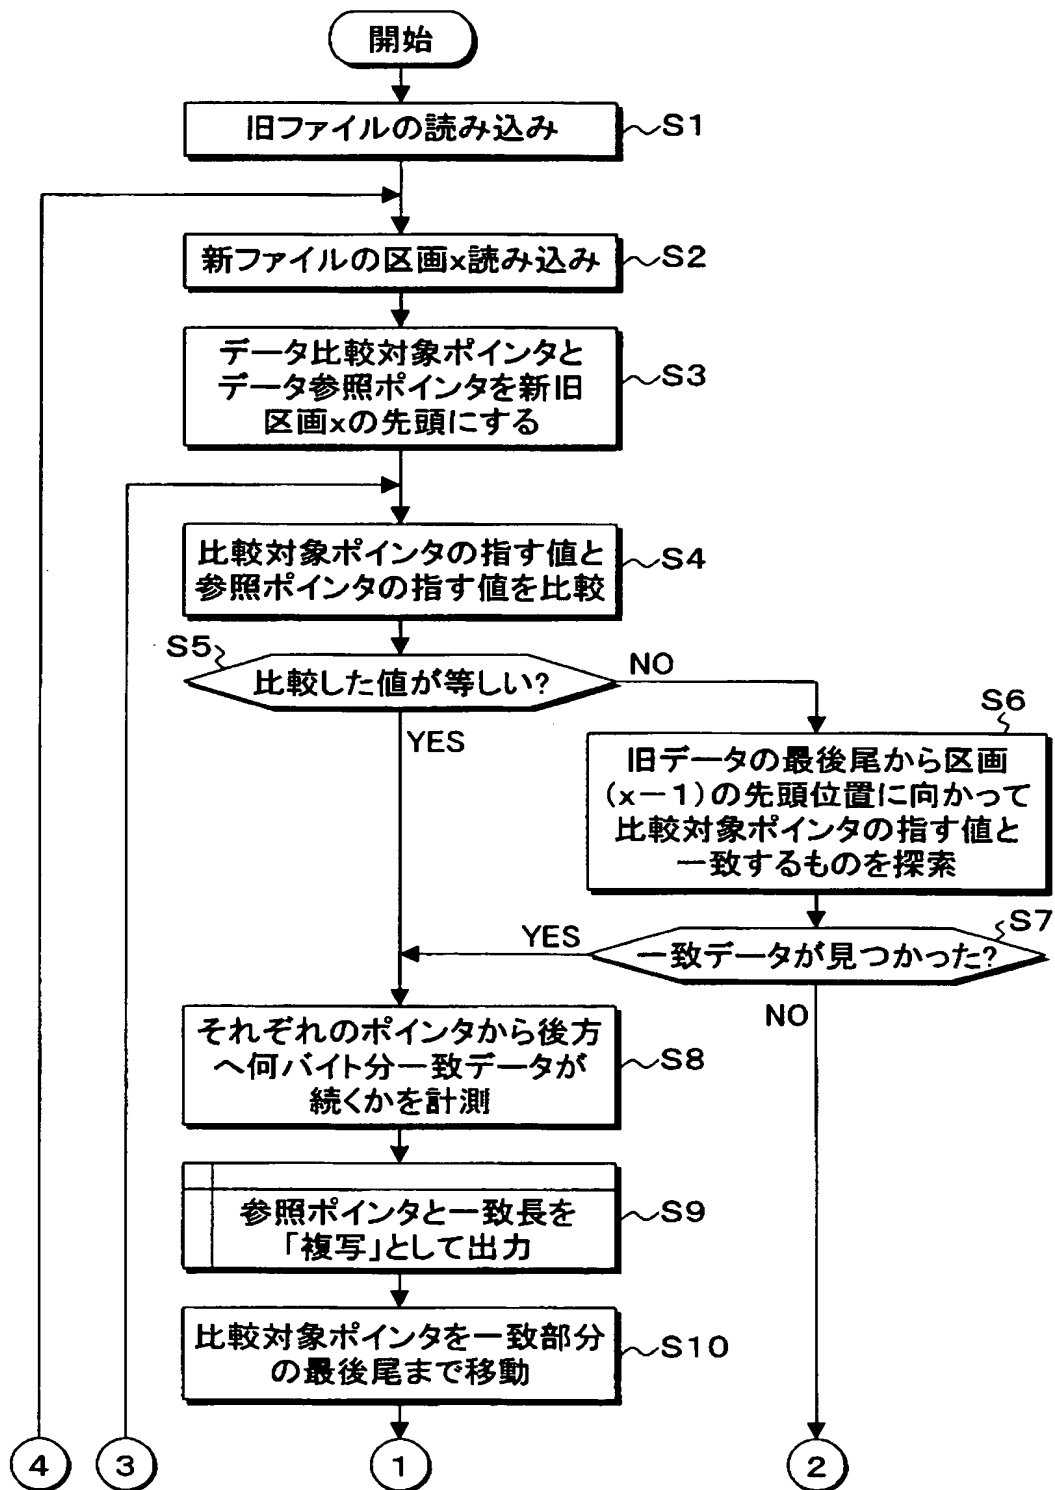 開始
旧ファイルの読み込み
S1
新ファイルの区画x読み込み
S2
データ比較対象ポインタと
データ参照ポインタを新旧
区画xの先頭にする
S3
比較対象ポインタの指す値と
参照ポインタの指す値を比較
S4
S5
比較した値が等しい?
NO
YES
S6
旧データの最後尾から区画
(x-1)の先頭位置に向かって
比較対象ポインタの指す値と
一致するものを探索
S7
一致データが見つかった?
YES
NO
それぞれのポインタから後方
へ何バイト分一致データが
続くかを計測
S8
参照ポインタと一致長を
「複写」として出力
S9
比較対象ポインタを一致部分
の最後尾まで移動
S10
4
3
1
2